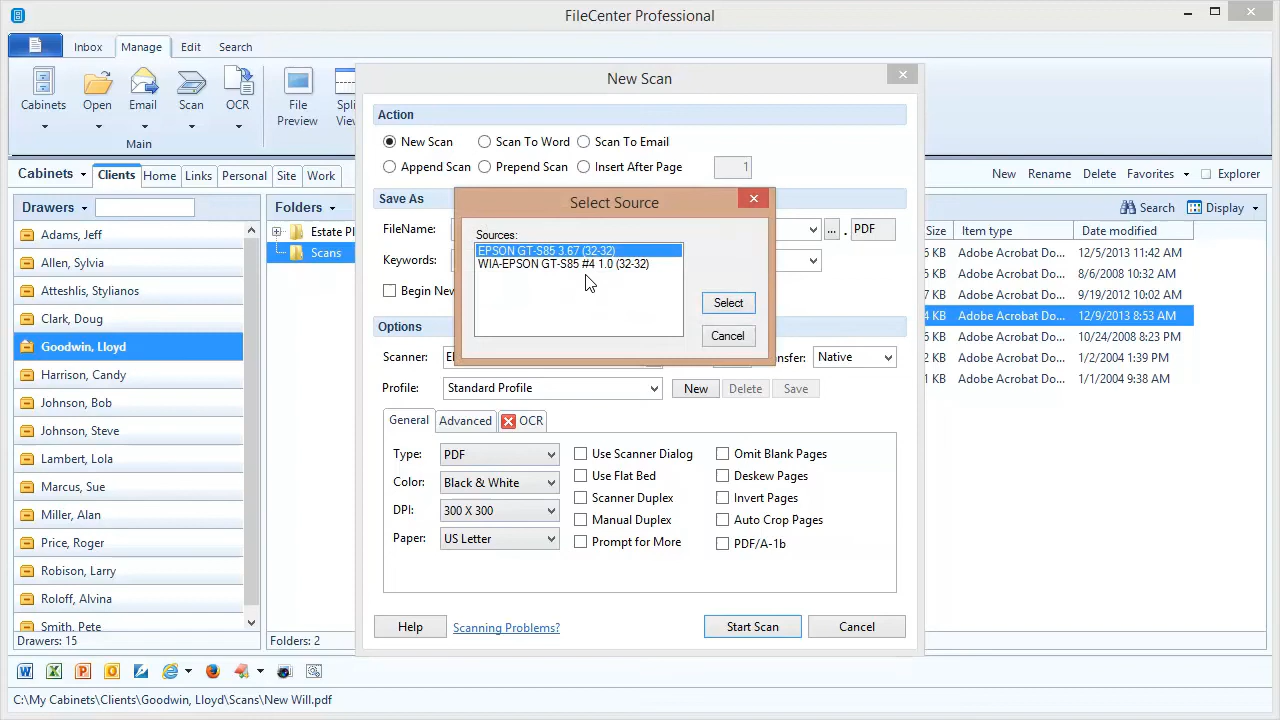 FileCenter Professional
Inbox Manage Edit Search
Cabinets Open Email Scan OCR File Preview
Main
New Scan
Action
New Scan Scan To Word Scan To Email
Append Scan Prepend Scan Insert After Page 1
Cabinets Clients Home Links Personal Site Work
New Rename Delete Favorites Explorer
Save As
Select Source
Drawers
Folders
Search Display
FileName: ... . PDF
Size Item type Date modified
Sources:
EPSON GT-S85 3.67 (32-32)
WIA-EPSON GT-S85 #4 1.0 (32-32)
Select
Cancel
Keywords:
Options
Profile: Standard Profile New Delete Save
Scanner:
Native
General Advanced OCR
Type: PDF Use Scanner Dialog Omit Blank Pages
Color: Black & White Use Flat Bed Deskew Pages
DPI: 300 X 300 Scanner Duplex Invert Pages
Paper: US Letter Manual Duplex Auto Crop Pages
Prompt for More PDF/A-1b
Help Scanning Problems? Start Scan Cancel
Adams, Jeff
Allen, Sylvia
Atteshlis, Stylianos
Clark, Doug
Goodwin, Lloyd
Harrison, Candy
Johnson, Bob
Johnson, Steve
Lambert, Lola
Marcus, Sue
Miller, Alan
Price, Roger
Robison, Larry
Roloff, Alvina
Smith, Pete
Drawers: 15
Scans
Folders: 2
KB Adobe Acrobat Do... 12/5/2013 11:42 AM
KB Adobe Acrobat Do... 8/6/2008 10:32 AM
KB Adobe Acrobat Do... 9/19/2012 10:02 AM
4 KB Adobe Acrobat Do... 12/9/2013 8:53 AM
KB Adobe Acrobat Do... 10/24/2008 8:23 PM
KB Adobe Acrobat Do... 1/2/2004 1:39 PM
1 KB Adobe Acrobat Do... 1/2/2004 9:38 AM
C:\My Cabinets\Clients\Goodwin, Lloyd\Scans\New Will.pdf